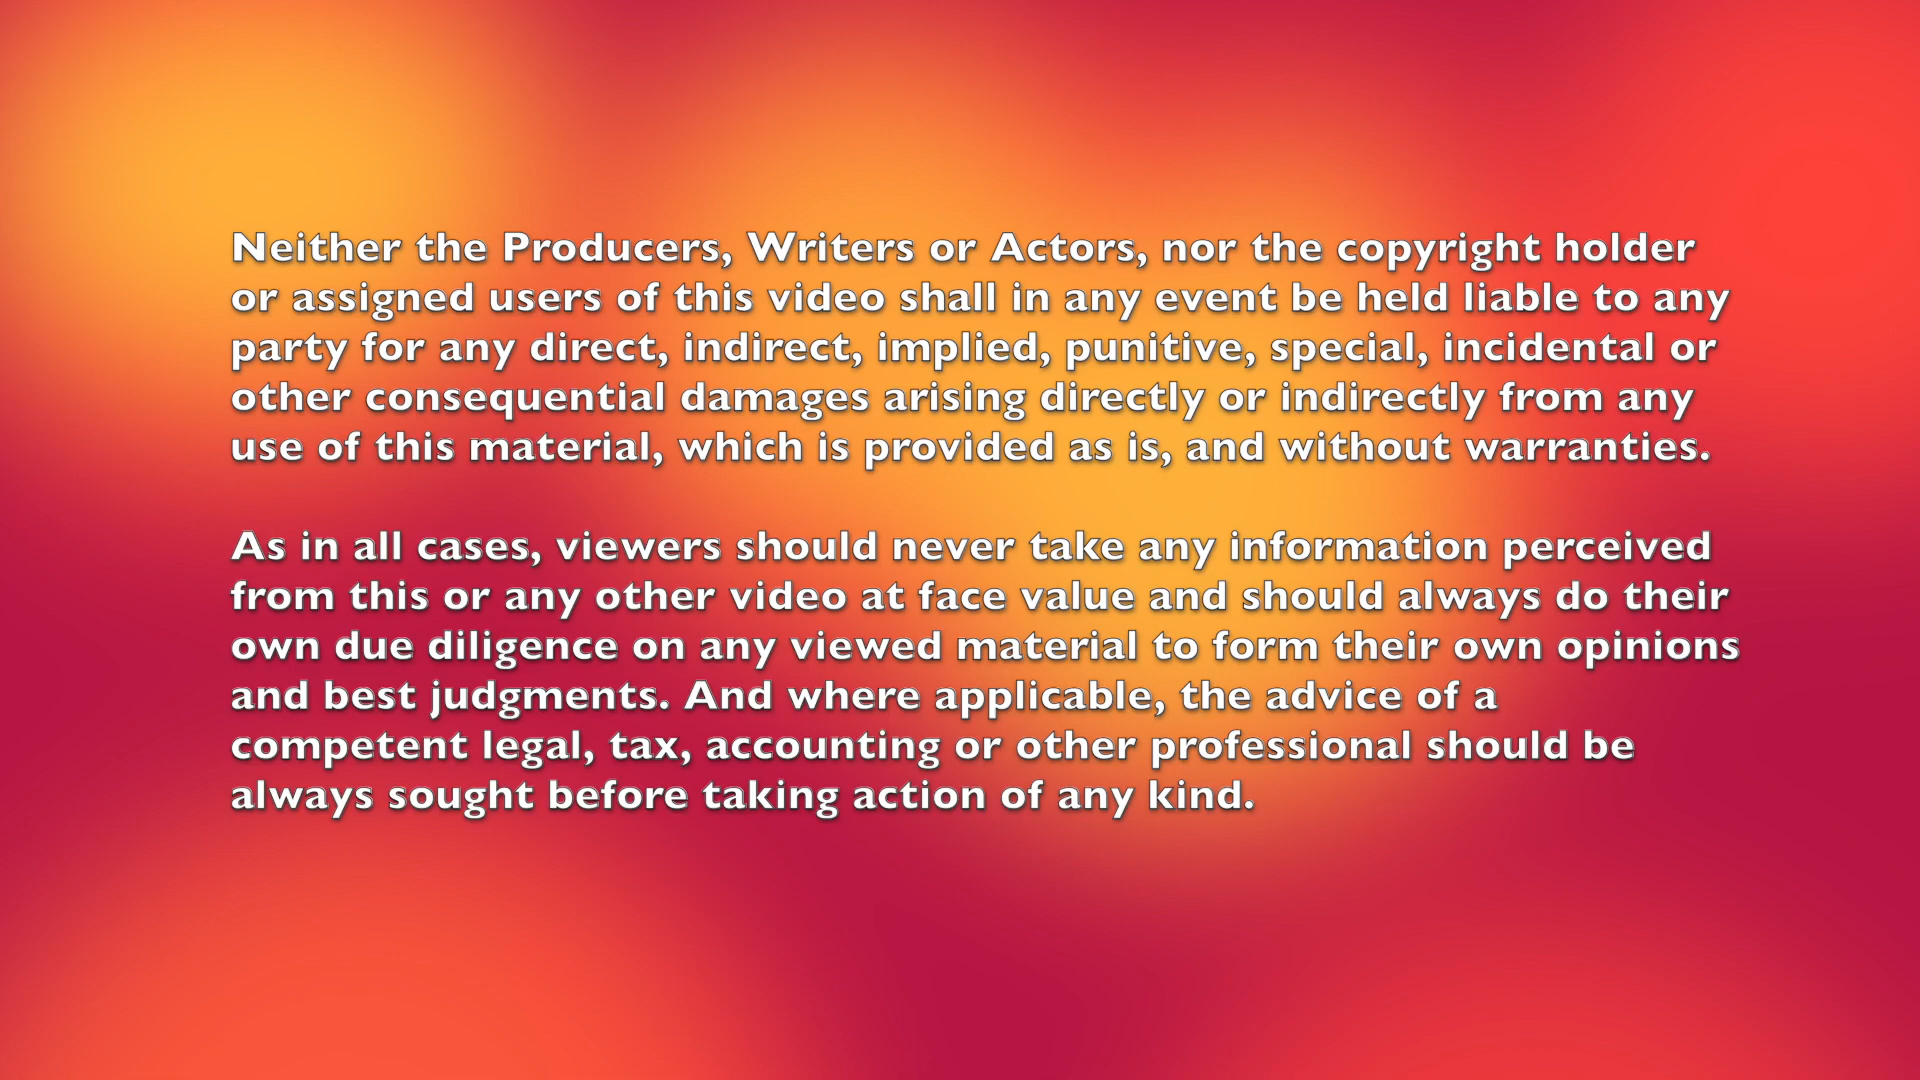 Neither the Producers, Writers or Actors, nor the copyright holder
or assigned users of this video shall in any event be held liable to any
party for any direct, indirect, implied, punitive, special, incidental or
other consequential damages arising directly or indirectly from any
use of this material, which is provided as is, and without warranties.
As in all cases, viewers should never take any information perceived
from this or any other video at face value and should always do their
own due diligence on any viewed material to form their own opinions
and best judgments. And where applicable, the advice of a
competent legal, tax, accounting or other professional should be
always sought before taking action of any kind.